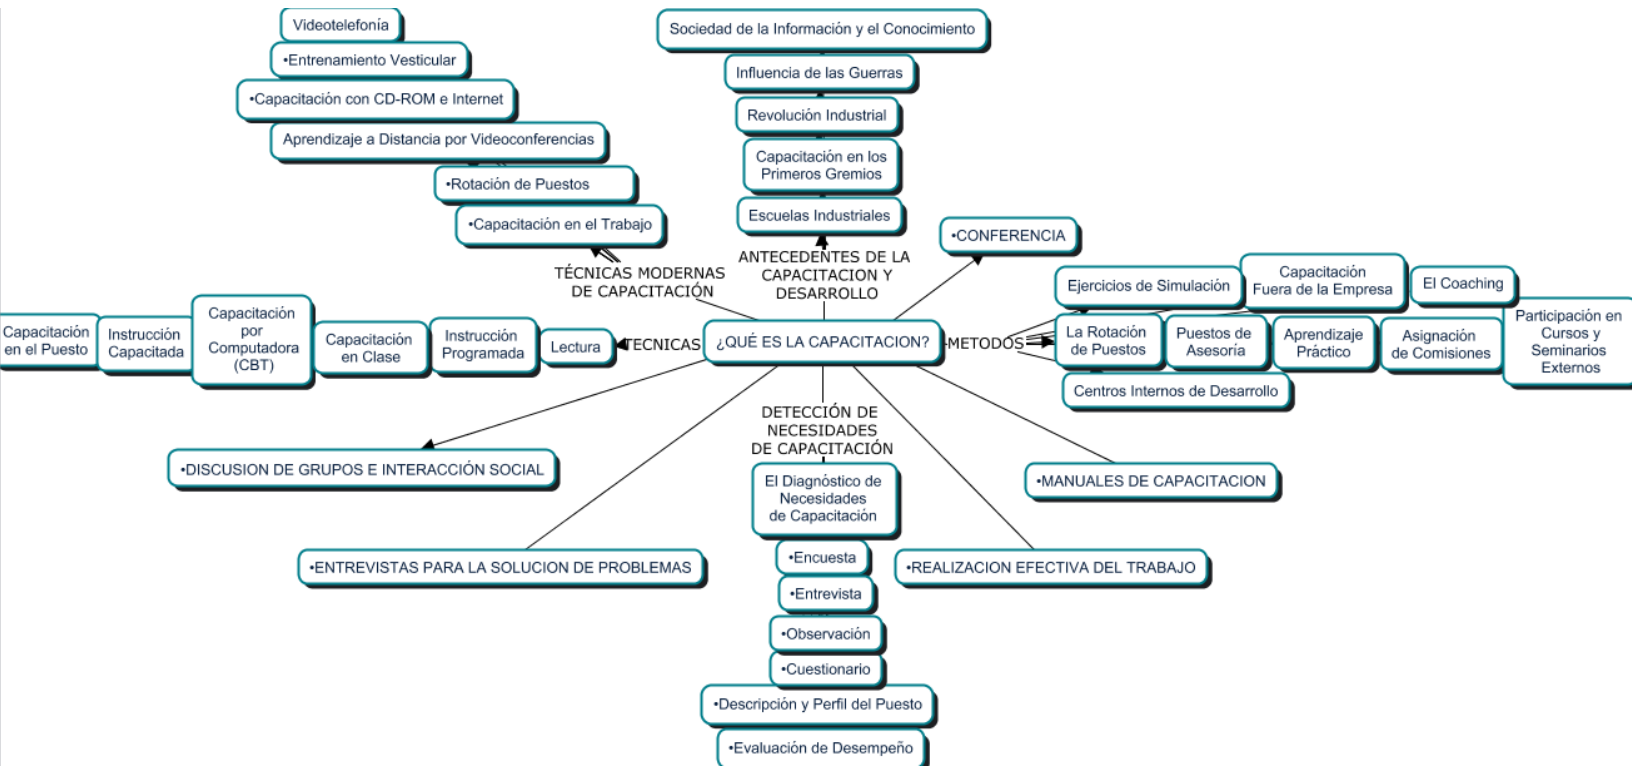 Videotelefonía
•Entrenamiento Vesticular
•Capacitación con CD-ROM e Internet
Aprendizaje a Distancia por Videoconferencias
•Rotación de Puestos
•Capacitación en el Trabajo
TÉCNICAS MODERNAS
DE CAPACITACIÓN
Sociedad de la Información y el Conocimiento
Influencia de las Guerras
Revolución Industrial
Capacitación en los
Primeros Gremios
Escuelas Industriales
ANTECEDENTES DE LA
CAPACITACION Y
DESARROLLO
•CONFERENCIA
Ejercicios de Simulación
Capacitación
Fuera de la Empresa
El Coaching
La Rotación
de Puestos
Puestos de
Asesoría
Aprendizaje
Práctico
Asignación
de Comisiones
Participación en
Cursos y
Seminarios
Externos
Centros Internos de Desarrollo
METODOS
¿QUÉ ES LA CAPACITACION?
TECNICAS
Lectura
Instrucción
Programada
Capacitación
en Clase
Capacitación
por
Computadora
(CBT)
Instrucción
Capacitada
Capacitación
en el Puesto
•DISCUSION DE GRUPOS E INTERACCIÓN SOCIAL
•ENTREVISTAS PARA LA SOLUCION DE PROBLEMAS
DETECCIÓN DE
NECESIDADES
DE CAPACITACIÓN
El Diagnóstico de
Necesidades
de Capacitación
•Encuesta
•Entrevista
•Observación
•Cuestionario
•Descripción y Perfil del Puesto
•Evaluación de Desempeño
•MANUALES DE CAPACITACION
•REALIZACION EFECTIVA DEL TRABAJO